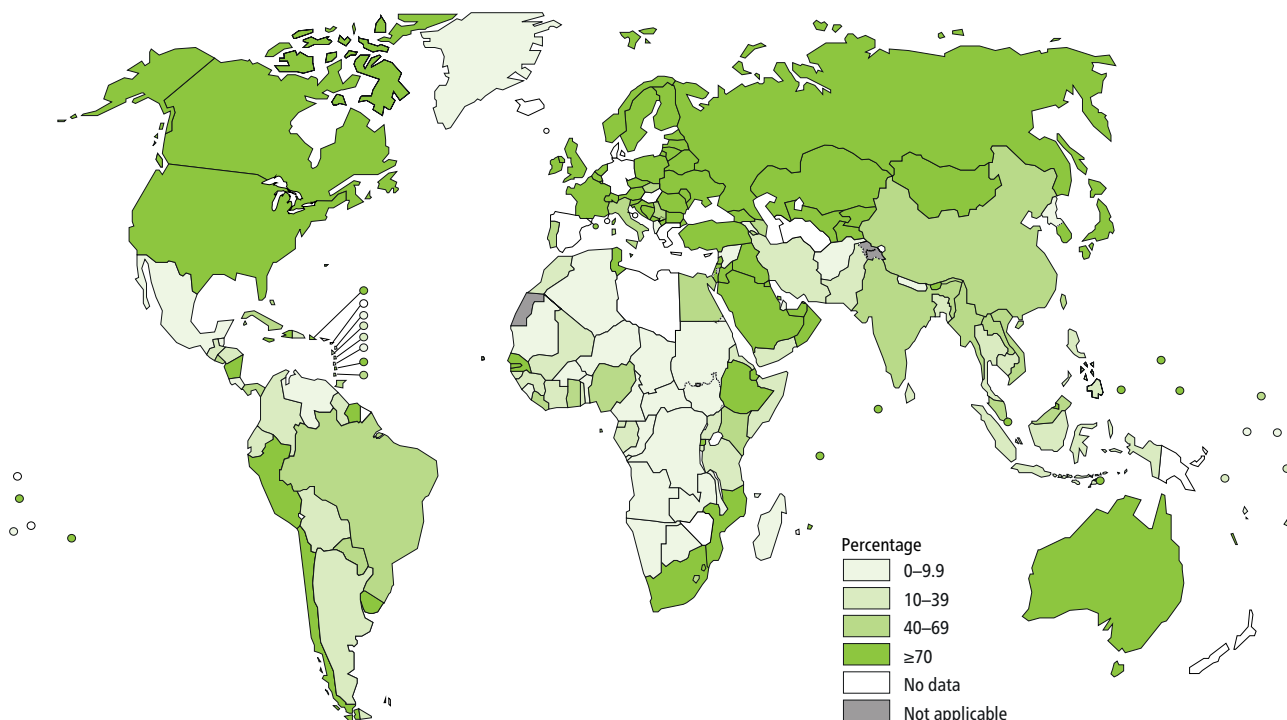 Percentage
0–9.9
10–39
40–69
≥70
No data
Not applicable